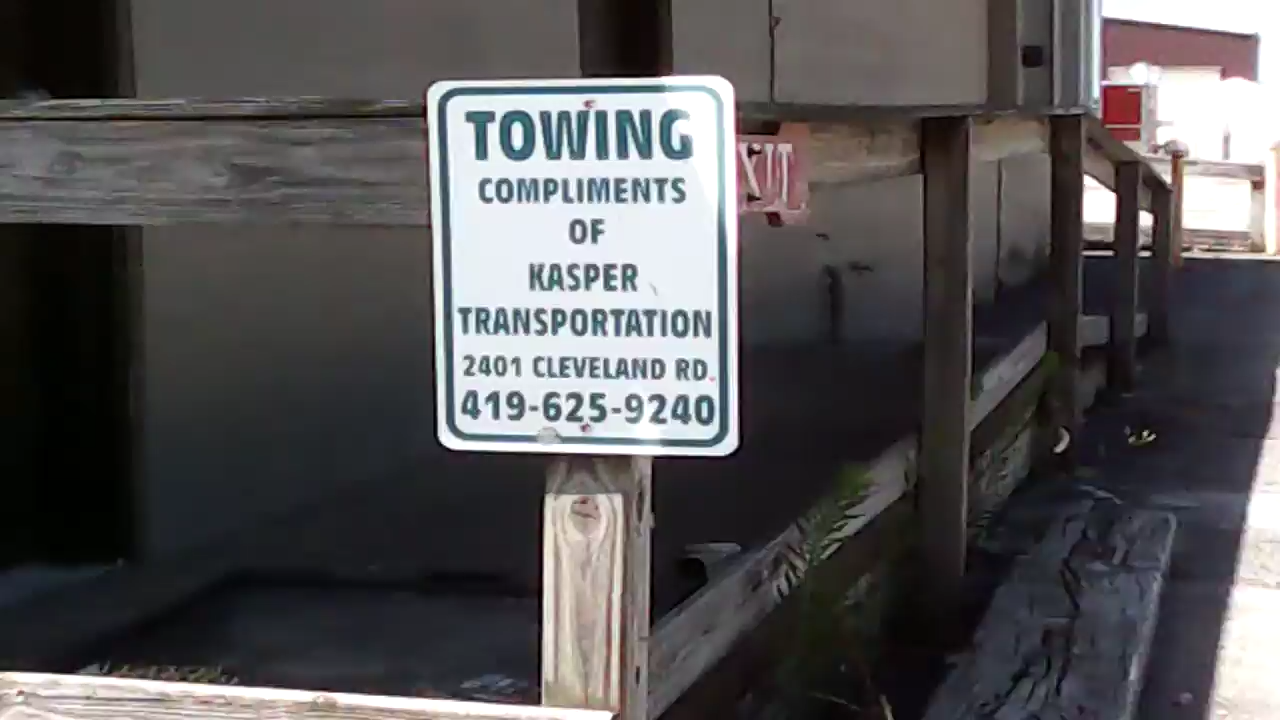 TOWING
COMPLIMENTS
OF
KASPER
TRANSPORTATION
2401 CLEVELAND RD.
419-625-9240